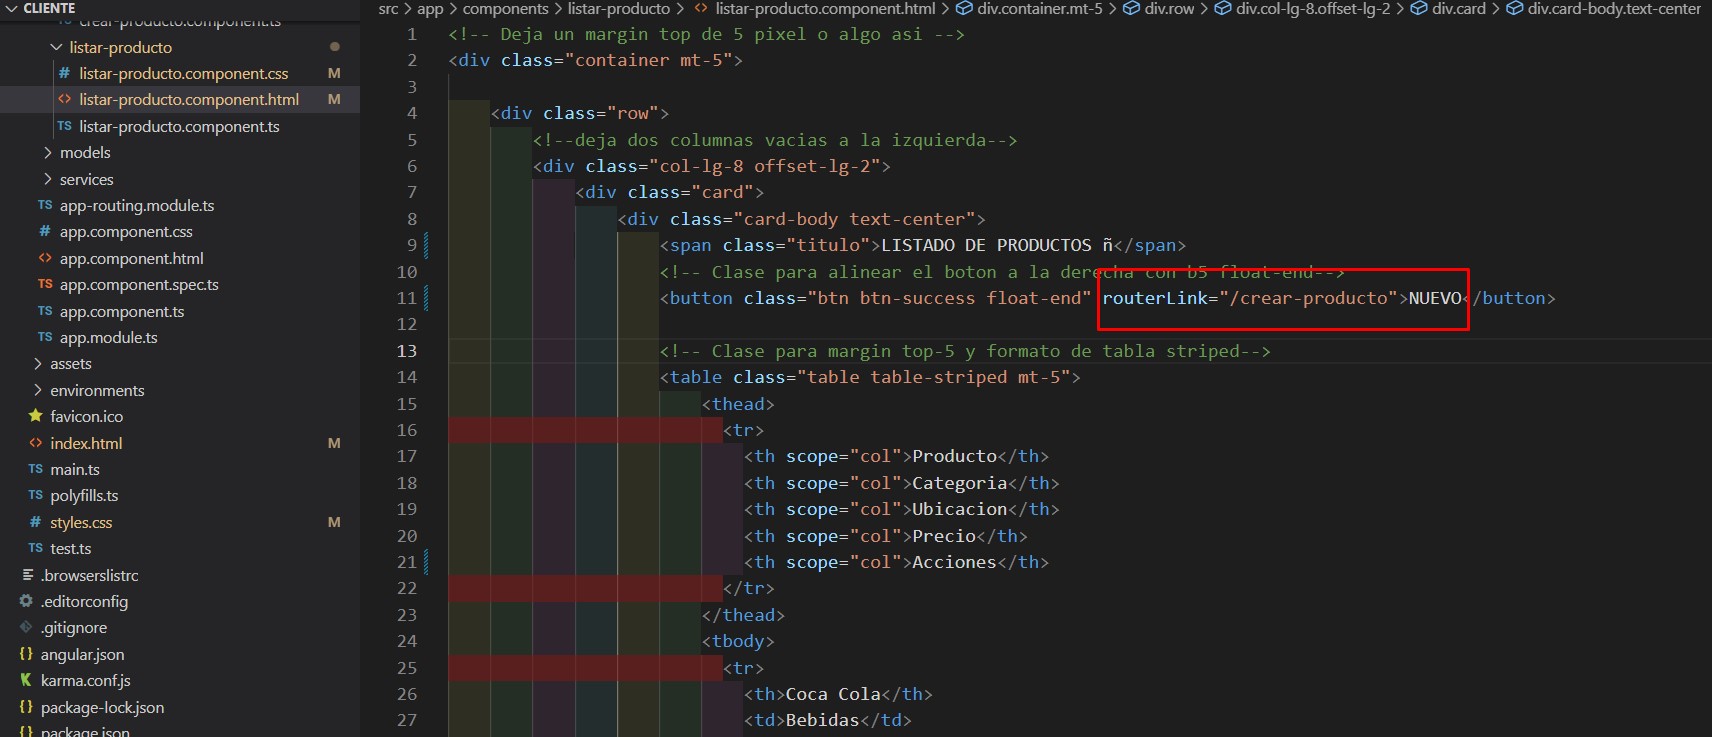 CLIENTE
crear-producto.component.ts
listar-producto
# listar-producto.component.css M
<> listar-producto.component.html M
TS listar-producto.component.ts
models
services
TS app-routing.module.ts
# app.component.css
<> app.component.html
TS app.component.spec.ts
TS app.component.ts
TS app.module.ts
assets
environments
favicon.ico
<> index.html M
TS main.ts
TS polyfills.ts
# styles.css M
TS test.ts
.browserslistrc
.editorconfig
.gitignore
{} angular.json
karma.conf.js
{} package-lock.json
{} package.json
src > app > components > listar-producto > <> listar-producto.component.html > div.container.mt-5 > div.row > div.col-lg-8.offset-lg-2 > div.card > div.card-body.text-center
1 <!-- Deja un margin top de 5 pixel o algo asi -->
2 <div class="container mt-5">
3
4 <div class="row">
5 <!--deja dos columnas vacias a la izquierda-->
6 <div class="col-lg-8 offset-lg-2">
7 <div class="card">
8 <div class="card-body text-center">
9 <span class="titulo">LISTADO DE PRODUCTOS ñ</span>
10 <!-- Clase para alinear el boton a la derecha con b5 float-end-->
11 <button class="btn btn-success float-end" routerLink="/crear-producto">NUEVO</button>
12
13 <!-- Clase para margin top-5 y formato de tabla striped-->
14 <table class="table table-striped mt-5">
15 <thead>
16 <tr>
17 <th scope="col">Producto</th>
18 <th scope="col">Categoria</th>
19 <th scope="col">Ubicacion</th>
20 <th scope="col">Precio</th>
21 <th scope="col">Acciones</th>
22 </tr>
23 </thead>
24 <tbody>
25 <tr>
26 <th>Coca Cola</th>
27 <td>Bebidas</td>